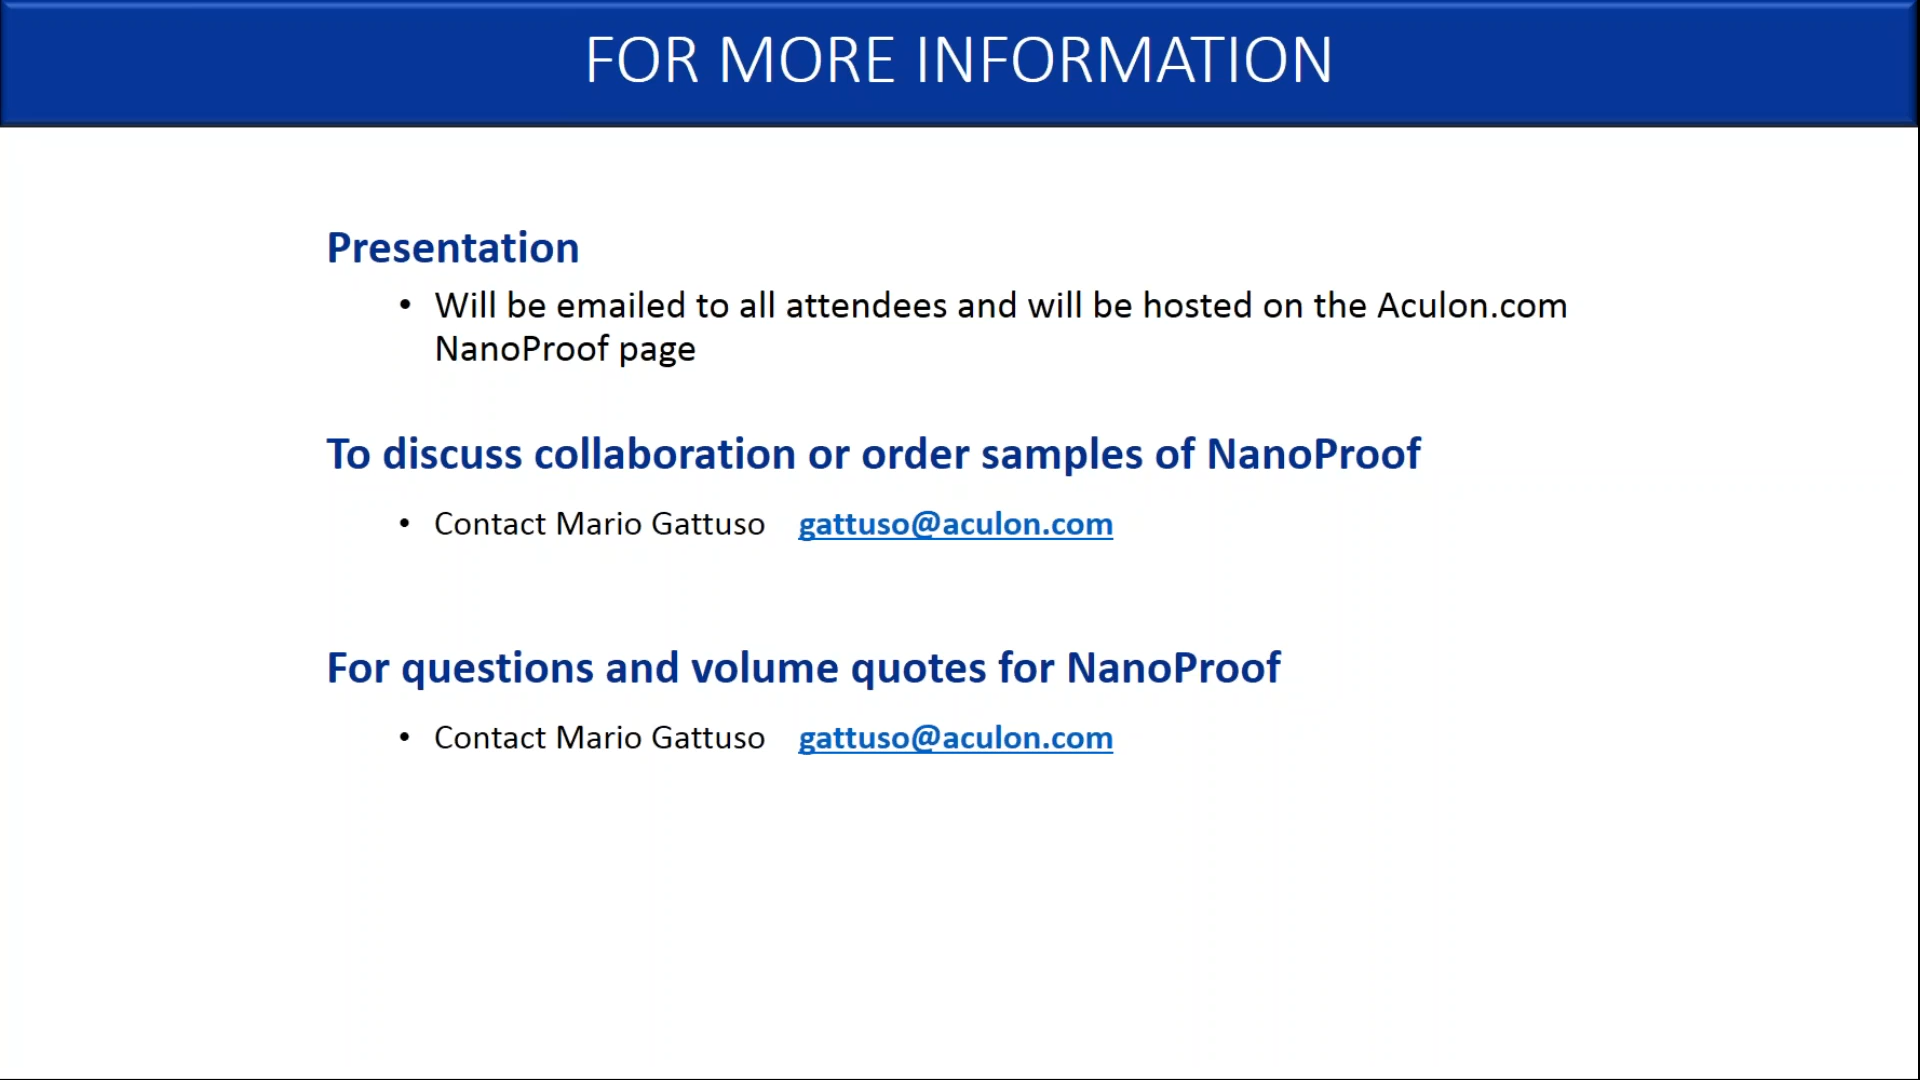 FOR MORE INFORMATION
Presentation
• Will be emailed to all attendees and will be hosted on the Aculon.com
NanoProof page
To discuss collaboration or order samples of NanoProof
• Contact Mario Gattuso gattuso@aculon.com
For questions and volume quotes for NanoProof
• Contact Mario Gattuso gattuso@aculon.com